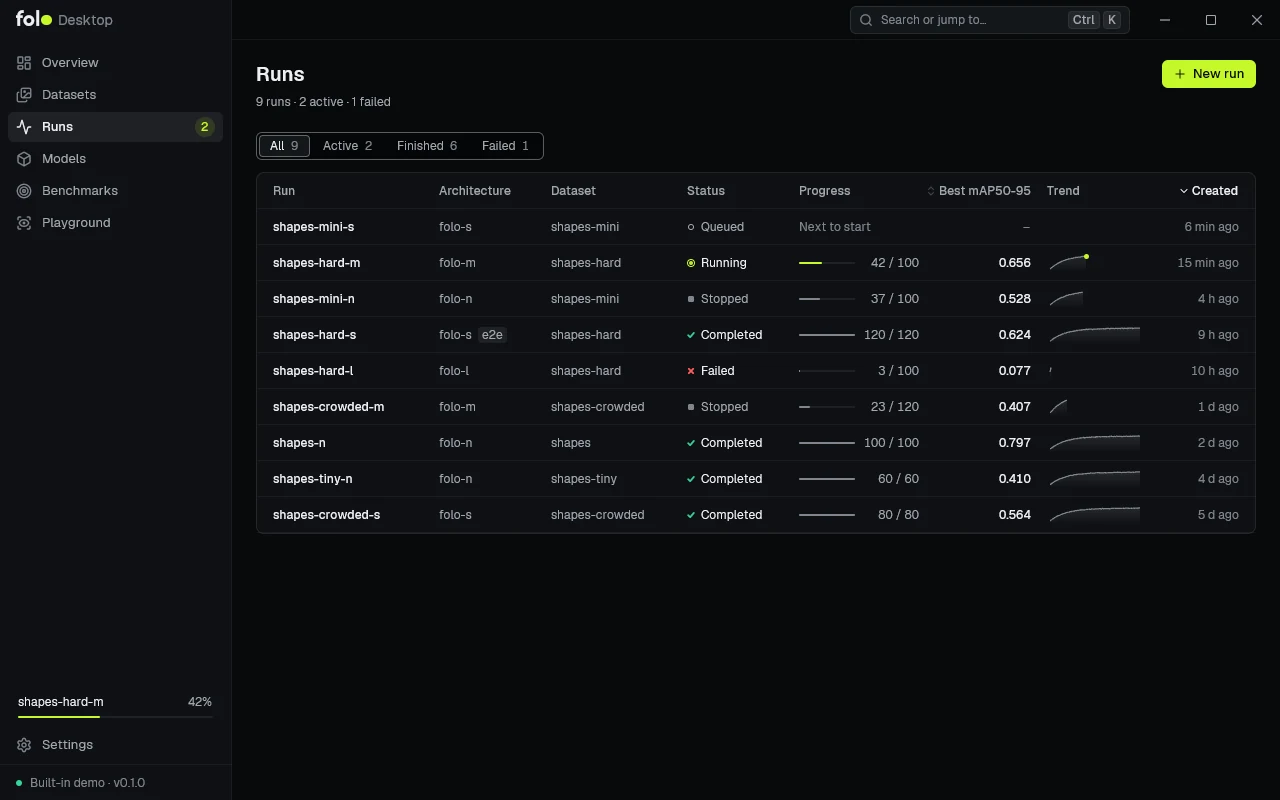 folo Desktop
Search or jump to… Ctrl K
Overview
Datasets
Runs 2
Models
Benchmarks
Playground
shapes-hard-m 42%
Settings
Built-in demo · v0.1.0
Runs
New run
9 runs · 2 active · 1 failed
All 9 Active 2 Finished 6 Failed 1
Run Architecture Dataset Status Progress Best mAP50-95 Trend Created
shapes-mini-s folo-s shapes-mini Queued Next to start – 6 min ago
shapes-hard-m folo-m shapes-hard Running 42 / 100 0.656 15 min ago
shapes-mini-n folo-n shapes-mini Stopped 37 / 100 0.528 4 h ago
shapes-hard-s folo-s e2e shapes-hard Completed 120 / 120 0.624 9 h ago
shapes-hard-l folo-l shapes-hard Failed 3 / 100 0.077 10 h ago
shapes-crowded-m folo-m shapes-crowded Stopped 23 / 120 0.407 1 d ago
shapes-n folo-n shapes Completed 100 / 100 0.797 2 d ago
shapes-tiny-n folo-n shapes-tiny Completed 60 / 60 0.410 4 d ago
shapes-crowded-s folo-s shapes-crowded Completed 80 / 80 0.564 5 d ago